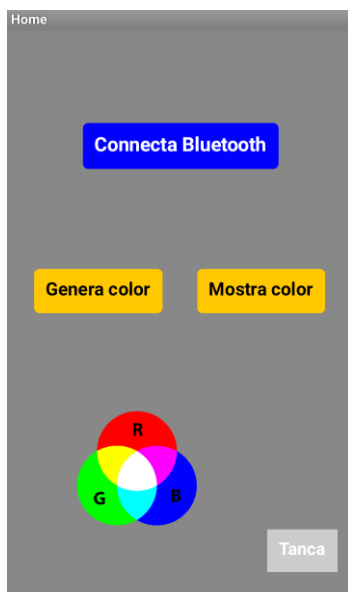 Home
Connecta Bluetooth
Genera color
Mostra color
R
G
B
Tanca